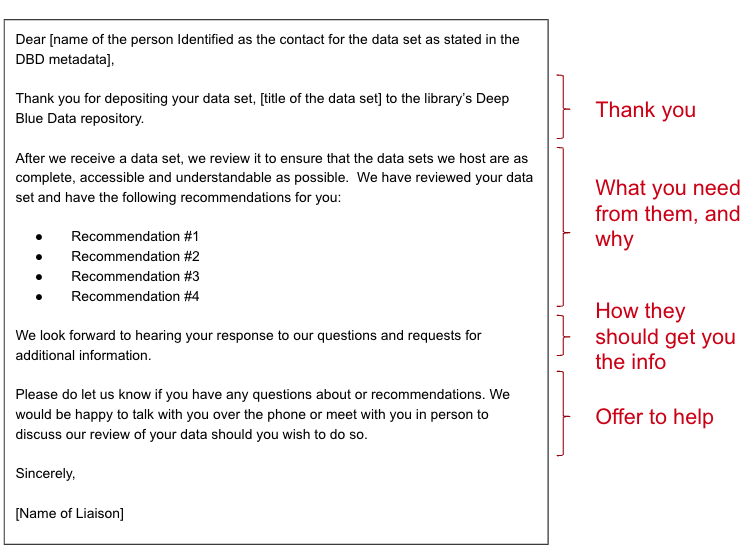 Dear [name of the person Identified as the contact for the data set as stated in the
DBD metadata],
Thank you for depositing your data set, [title of the data set] to the library's Deep
Blue Data repository.
After we receive a data set, we review it to ensure that the data sets we host are as
complete, accessible and understandable as possible.  We have reviewed your data
set and have the following recommendations for you:
● Recommendation #1
● Recommendation #2
● Recommendation #3
● Recommendation #4
We look forward to hearing your response to our questions and requests for
additional information.
Please do let us know if you have any questions about or recommendations. We
would be happy to talk with you over the phone or meet with you in person to
discuss our review of your data should you wish to do so.
Sincerely,
[Name of Liaison]
Thank you
What you need
from them, and
why
How they
should get you
the info
Offer to help